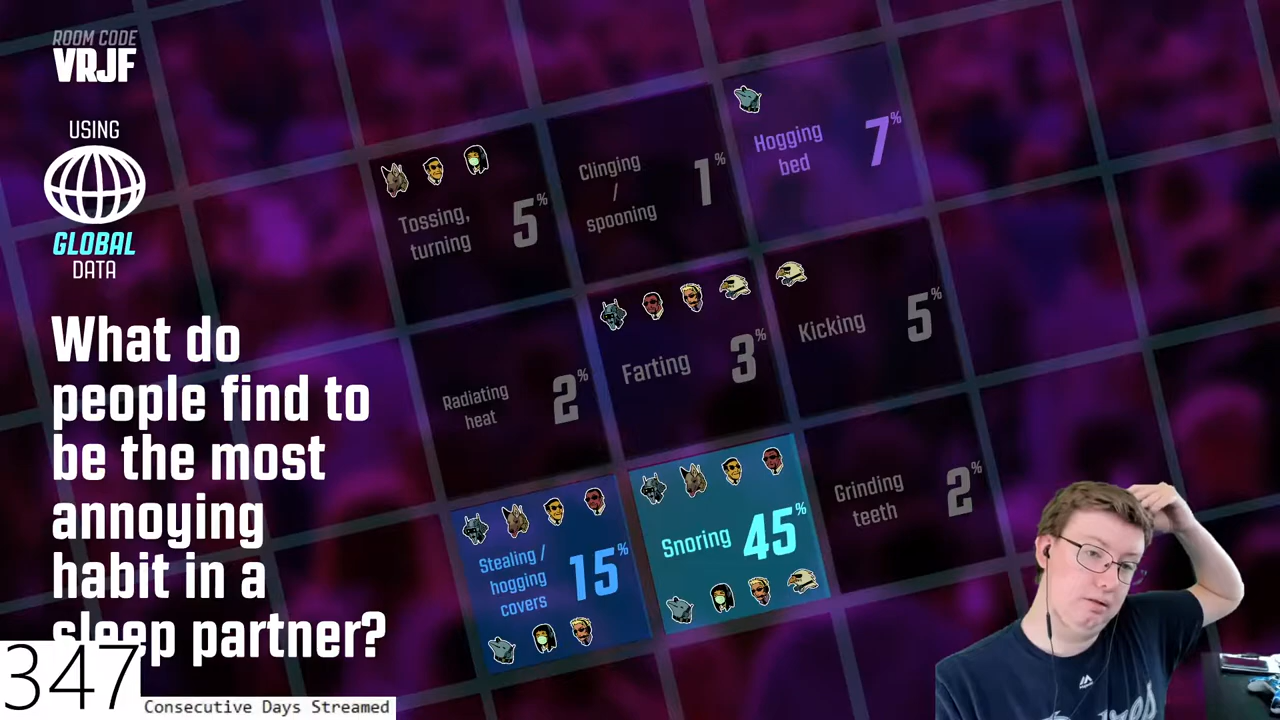 ROOM CODE
VRJF
USING
GLOBAL
DATA
What do
people find to
be the most
annoying
habit in a
sleep partner?
Tossing,
turning
5%
Clinging
/
spooning
1%
Hogging
bed
7%
Radiating
heat
2%
Farting
3%
Kicking
5%
Stealing /
hogging
covers
15%
Snoring
45%
Grinding
teeth
2%
347
Consecutive Days Streamed